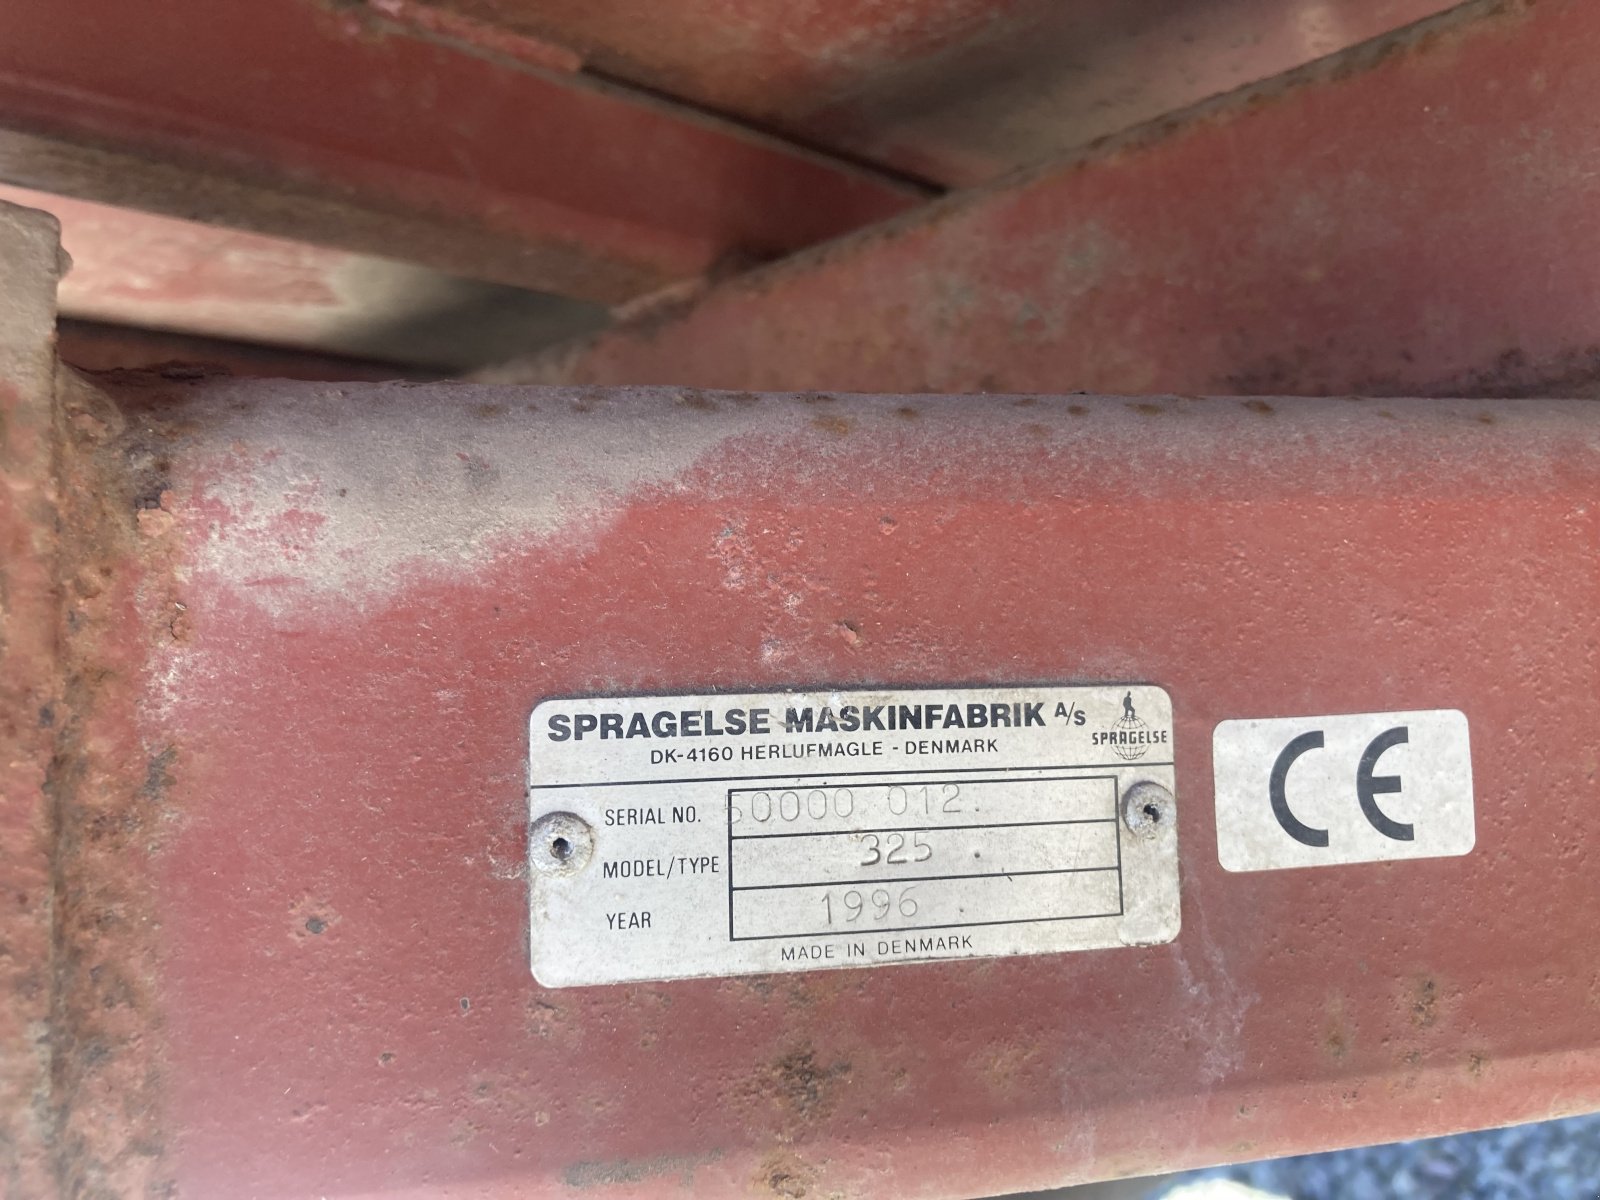 SPRAGELSE MASKINFABRIK A/S
DK-4160 HERLUFMAGLE - DENMARK
SPRAGELSE
SERIAL NO. 50000 012.
MODEL/TYPE 325 .
YEAR 1996 .
MADE IN DENMARK
CE